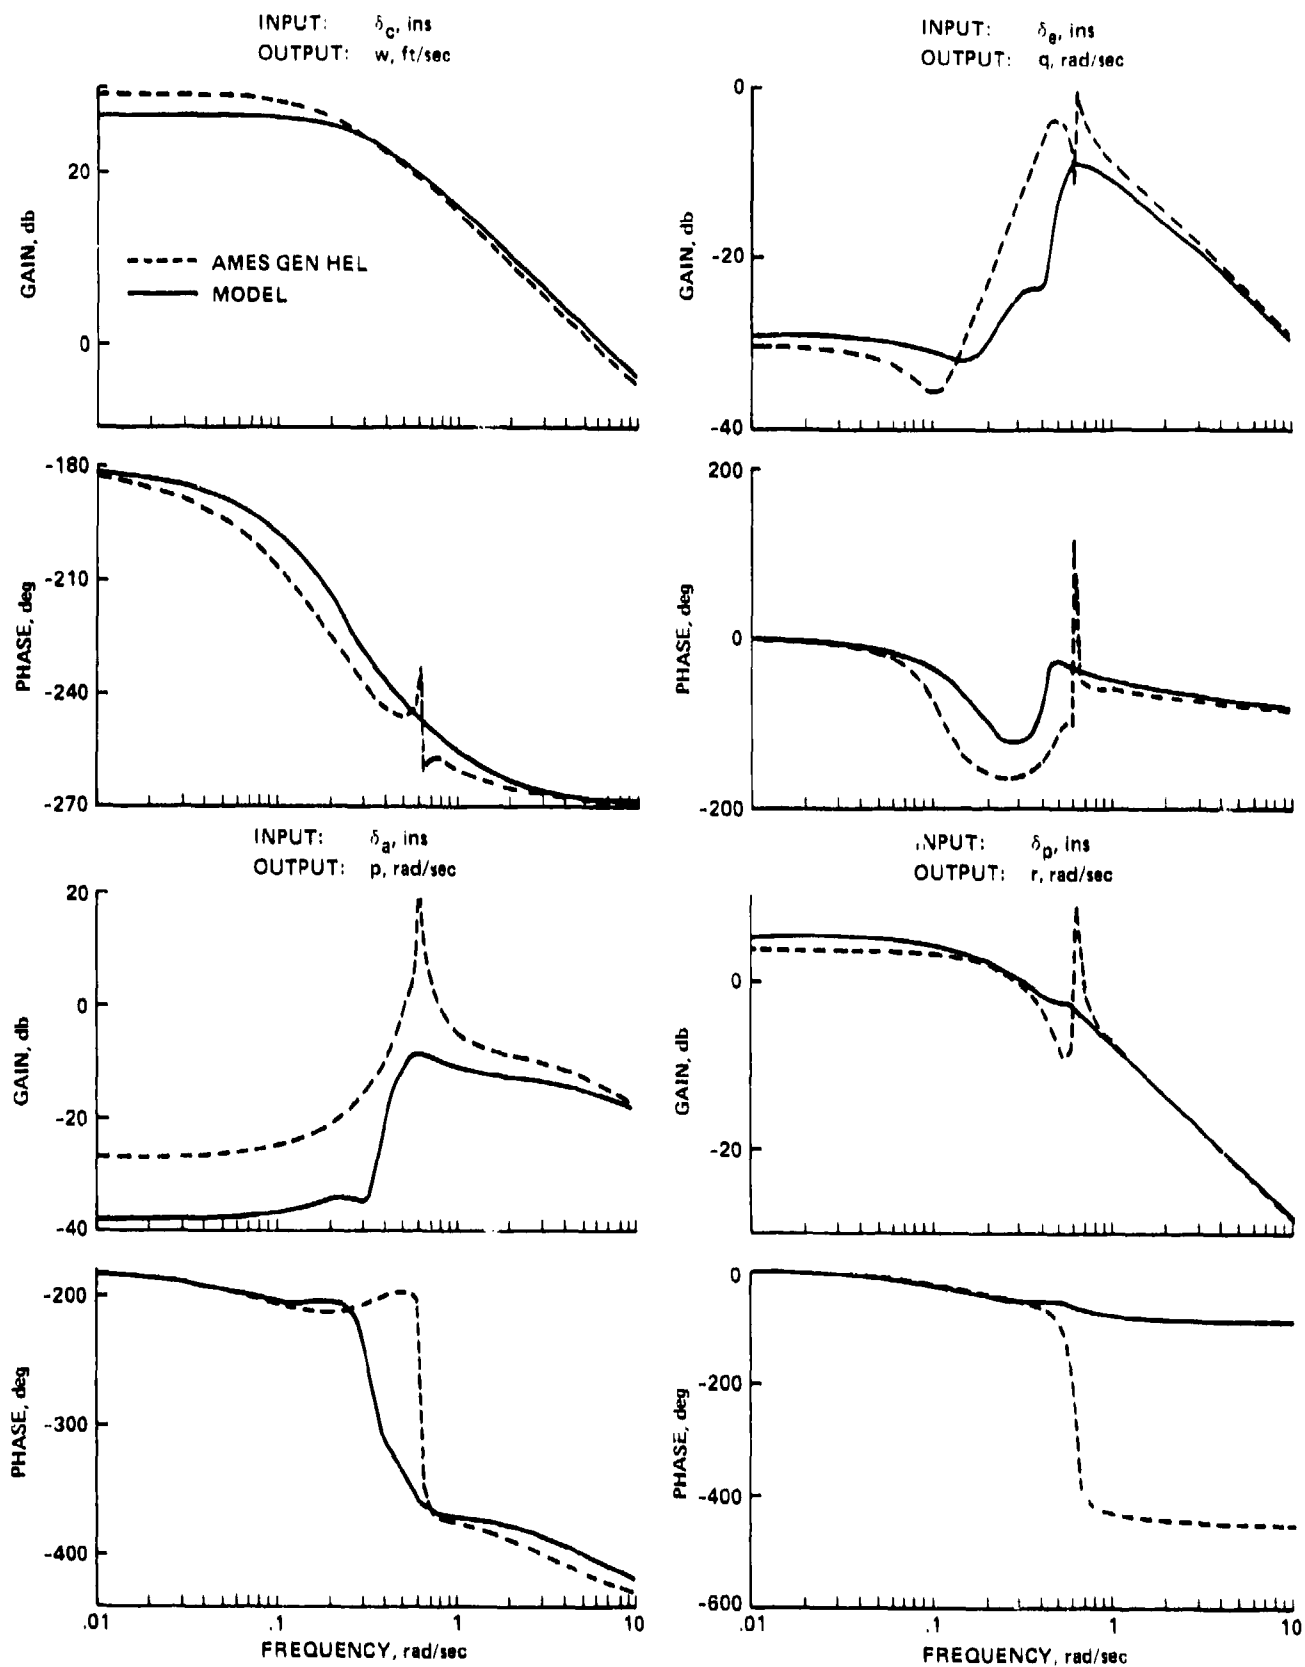 INPUT: δc, ins
OUTPUT: w, ft/sec
GAIN, db
20
0
AMES GEN HEL
MODEL
PHASE, deg
-180
-210
-240
-270
INPUT: δe, ins
OUTPUT: q, rad/sec
GAIN, db
0
-20
-40
PHASE, deg
200
0
-200
INPUT: δa, ins
OUTPUT: p, rad/sec
GAIN, db
20
0
-20
-40
PHASE, deg
-200
-300
-400
.01 .1 1 10
FREQUENCY, rad/sec
INPUT: δp, ins
OUTPUT: r, rad/sec
GAIN, db
0
-20
PHASE, deg
0
-200
-400
-600
.01 .1 1 10
FREQUENCY, rad/sec